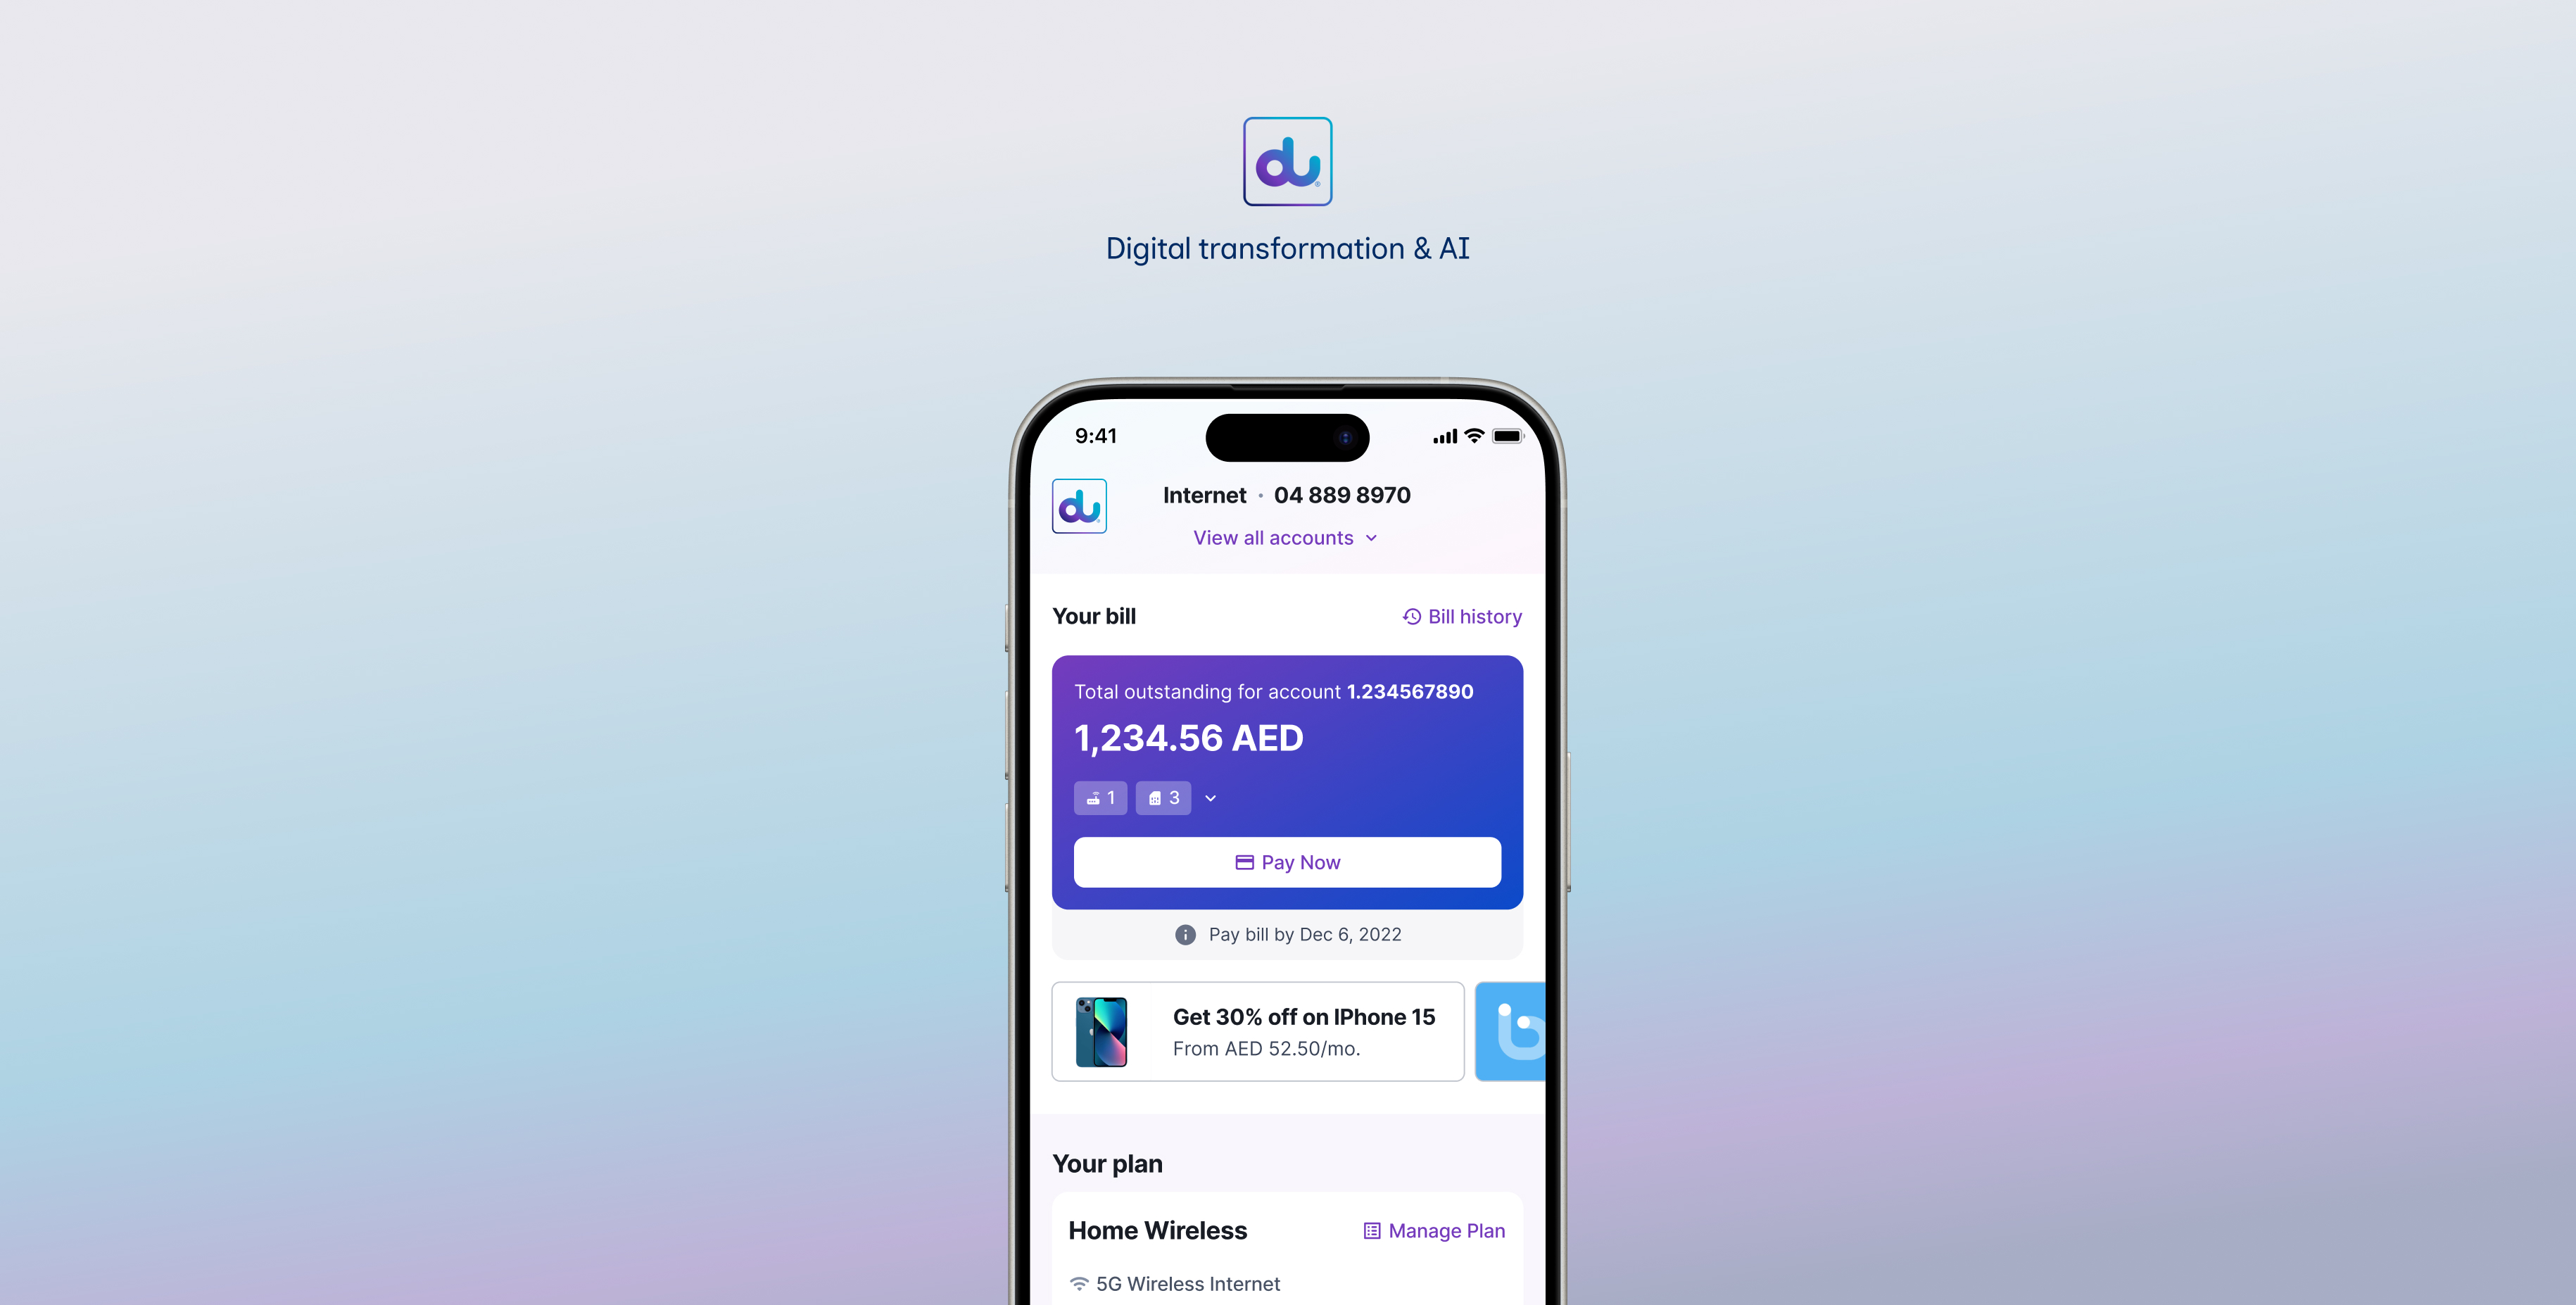 du
Digital transformation & AI
9:41
du
Internet • 04 889 8970
View all accounts
Your bill
Bill history
Total outstanding for account 1.234567890
1,234.56 AED
1 3
Pay Now
Pay bill by Dec 6, 2022
Get 30% off on IPhone 15
From AED 52.50/mo.
Your plan
Home Wireless
Manage Plan
5G Wireless Internet